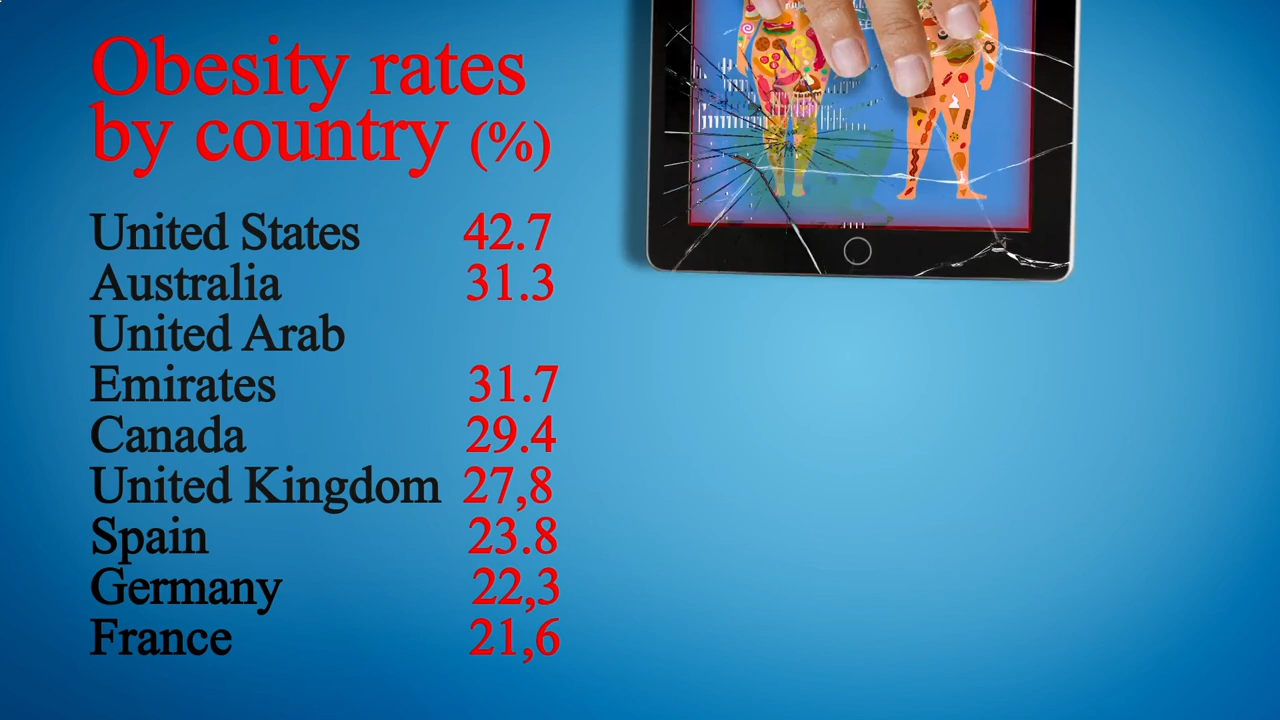 Obesity rates
by country (%)
United States 42.7
Australia 31.3
United Arab
Emirates 31.7
Canada 29.4
United Kingdom 27,8
Spain 23.8
Germany 22,3
France 21,6